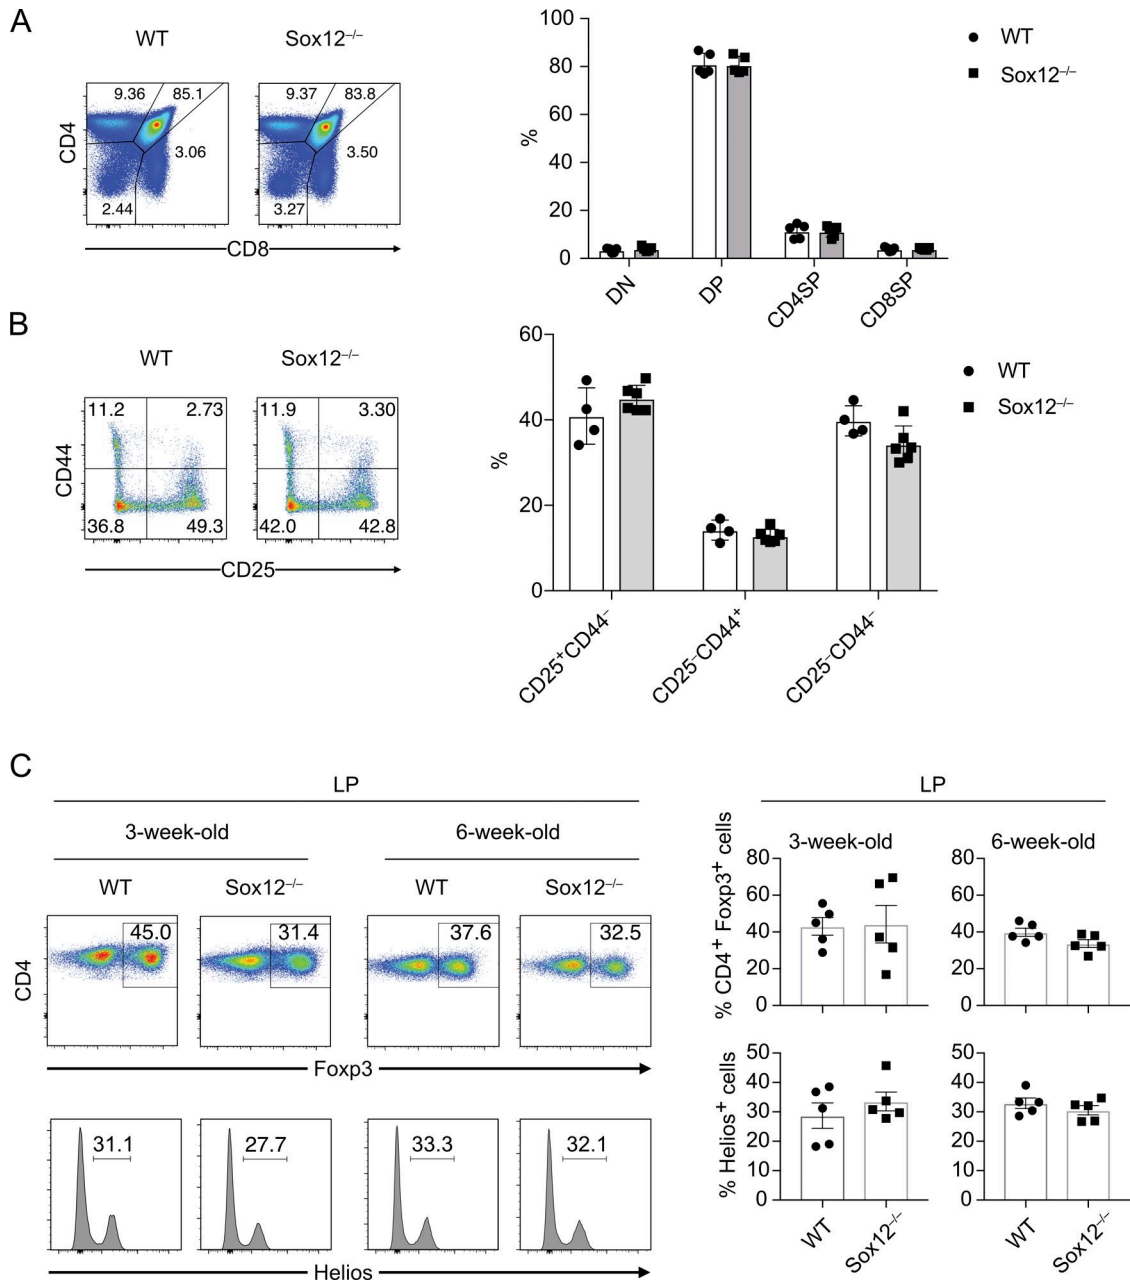 A
WT
Sox12⁻/⁻
CD4
9.36
85.1
3.06
2.44
9.37
83.8
3.50
3.27
CD8
%
100
80
60
40
20
0
DN
DP
CD4SP
CD8SP
WT
Sox12⁻/⁻
B
WT
Sox12⁻/⁻
CD44
11.2
2.73
36.8
49.3
11.9
3.30
42.0
42.8
CD25
%
60
40
20
0
CD25⁺CD44⁻
CD25⁻CD44⁺
CD25⁻CD44⁻
WT
Sox12⁻/⁻
C
LP
3-week-old
6-week-old
WT
Sox12⁻/⁻
WT
Sox12⁻/⁻
CD4
45.0
31.4
37.6
32.5
Foxp3
31.1
27.7
33.3
32.1
Helios
LP
3-week-old
6-week-old
% CD4⁺ Foxp3⁺ cells
80
60
40
20
0
80
60
40
20
0
% Helios⁺ cells
50
40
30
20
10
0
50
40
30
20
10
0
WT
Sox12⁻/⁻
WT
Sox12⁻/⁻